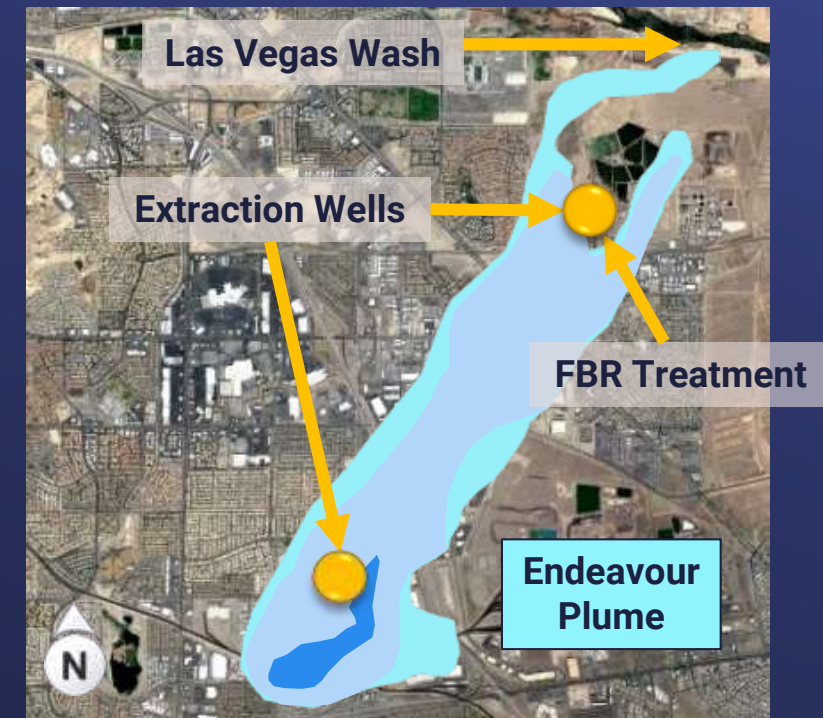 Las Vegas Wash
Extraction Wells
FBR Treatment
Endeavour
Plume
N